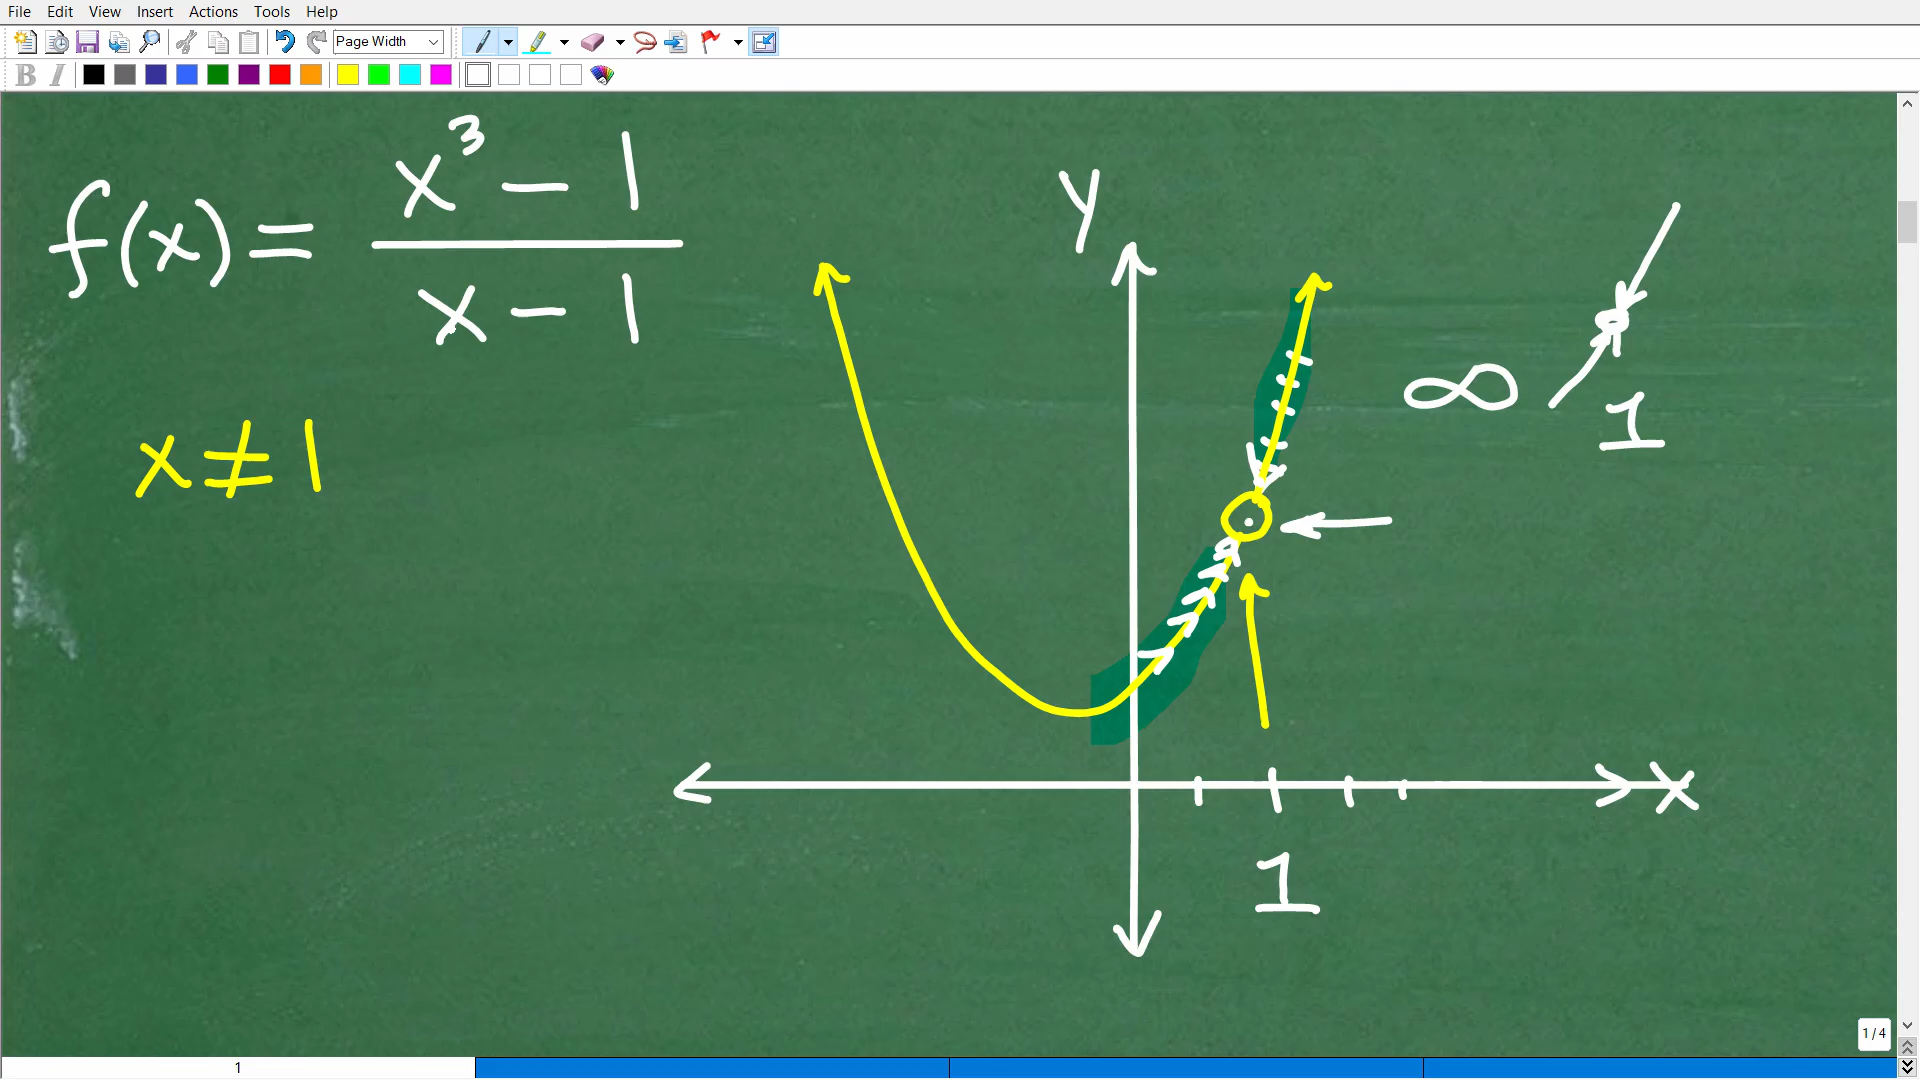 File Edit View Insert Actions Tools Help
Page Width
B I
f(x) = x³ - 1
x - 1
x ≠ 1
y
∞
1
x
1
1 / 4
1